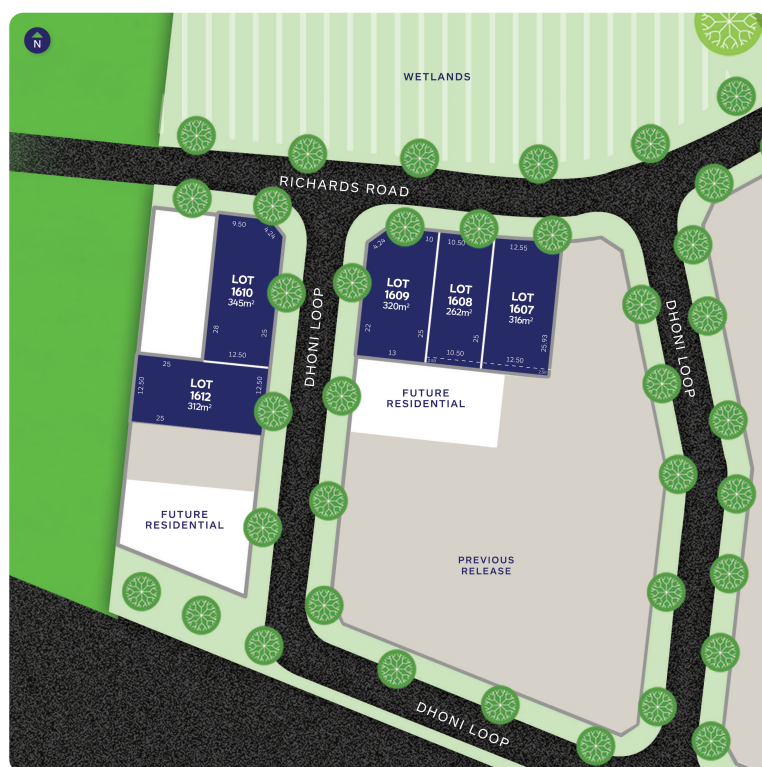 N
WETLANDS
RICHARDS ROAD
9.50
4.24
LOT
1610
345m²
28
25
12.50
4.24
10
LOT
1609
320m²
22
25
13
10.50
LOT
1608
262m²
25
10.50
12.55
LOT
1607
316m²
25.93
12.50
DHONI LOOP
DHONI LOOP
25
12.50
LOT
1612
312m²
12.50
25
FUTURE
RESIDENTIAL
FUTURE
RESIDENTIAL
PREVIOUS
RELEASE
DHONI LOOP